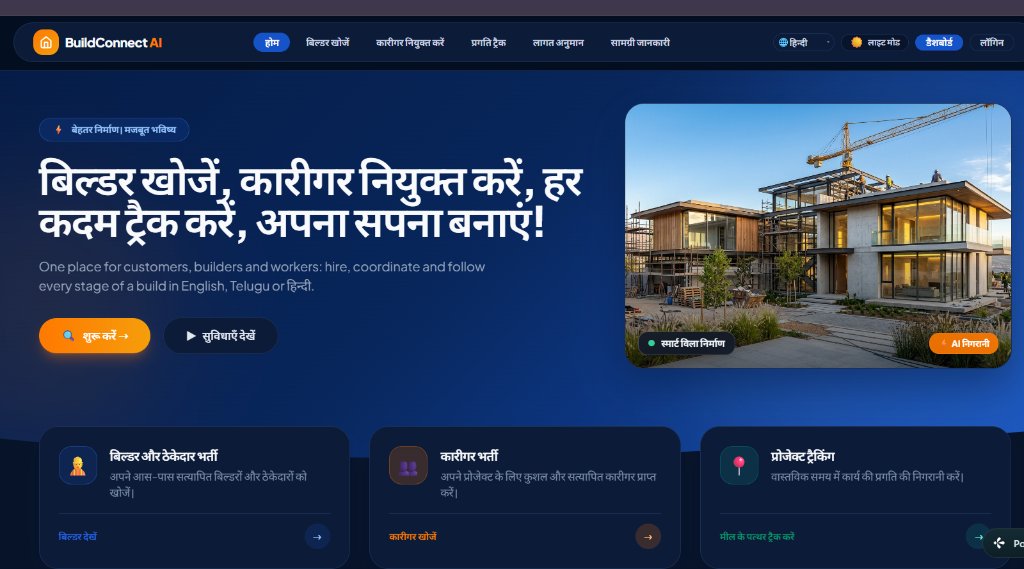 BuildConnect AI
होम
बिल्डर खोजें
कारीगर नियुक्त करें
प्रगति ट्रैक
लागत अनुमान
सामग्री जानकारी
हिन्दी
लाइट मोड
डैशबोर्ड
लॉगिन
बेहतर निर्माण। मजबूत भविष्य
बिल्डर खोजें, कारीगर नियुक्त करें, हर
कदम ट्रैक करें, अपना सपना बनाएं!
One place for customers, builders and workers: hire, coordinate and follow
every stage of a build in English, Telugu or हिन्दी.
शुरू करें →
▶ सुविधाएँ देखें
स्मार्ट विला निर्माण
AI निगरानी
बिल्डर और ठेकेदार भर्ती
अपने आस-पास सत्यापित बिल्डरों और ठेकेदारों को
खोजें।
बिल्डर देखें
→
कारीगर भर्ती
अपने प्रोजेक्ट के लिए कुशल और सत्यापित कारीगर प्राप्त
करें।
कारीगर खोजें
→
प्रोजेक्ट ट्रैकिंग
वास्तविक समय में कार्य की प्रगति की निगरानी करें।
मील के पत्थर ट्रैक करें
→